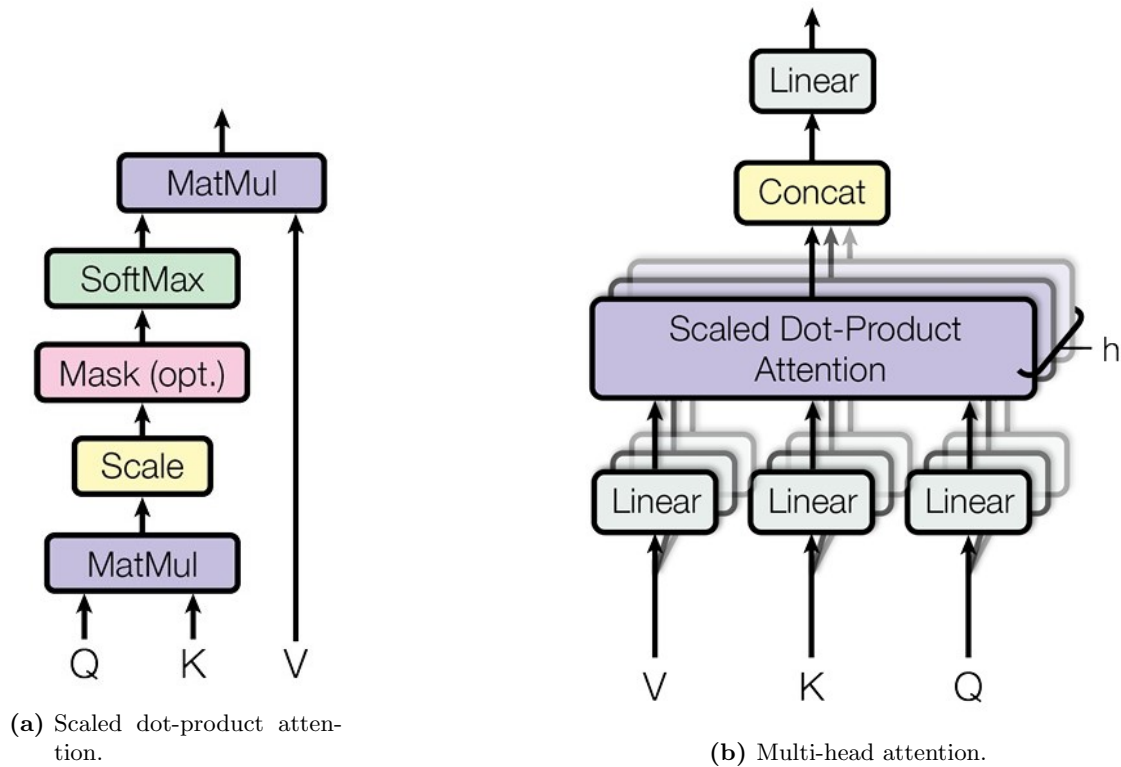 MatMul
SoftMax
Mask (opt.)
Scale
MatMul
Q K V
(a) Scaled dot-product atten-
tion.
Linear
Concat
Scaled Dot-Product
Attention
h
Linear Linear Linear
V K Q
(b) Multi-head attention.